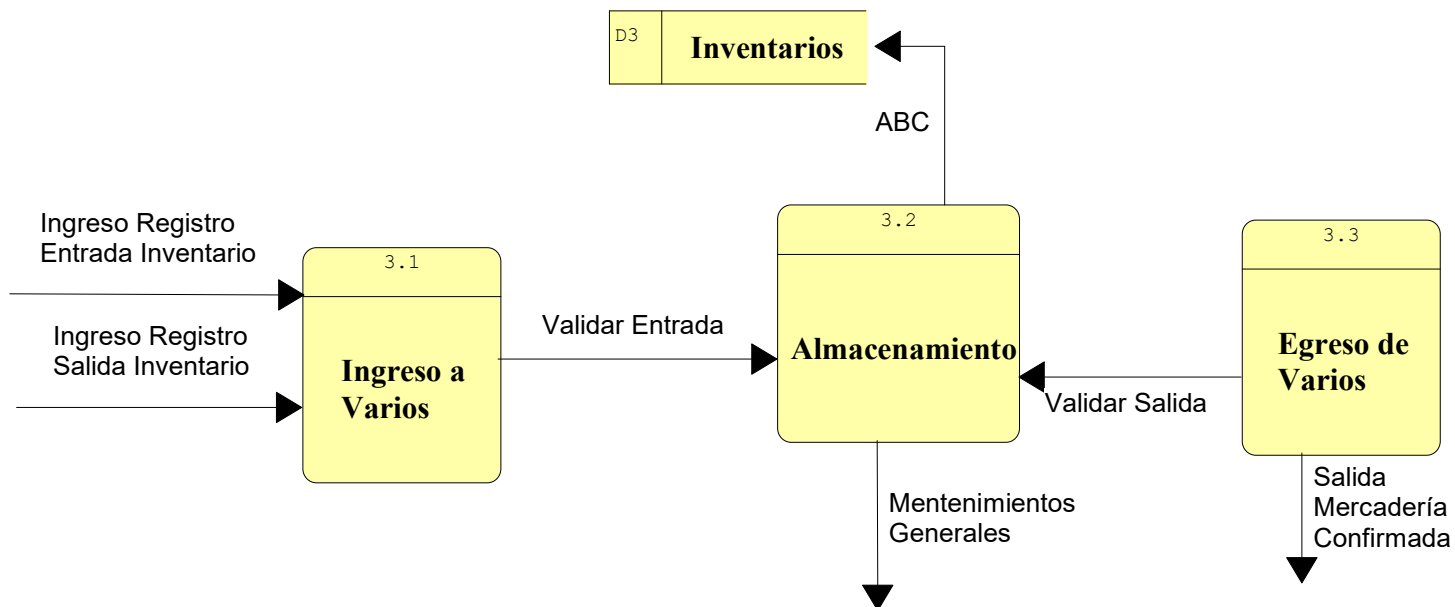 D3
Inventarios
ABC
Ingreso Registro
Entrada Inventario
3.1
Ingreso Registro
Salida Inventario
Ingreso a
Varios
Validar Entrada
3.2
Almacenamiento
3.3
Egreso de
Varios
Validar Salida
Mentenimientos
Generales
Salida
Mercadería
Confirmada